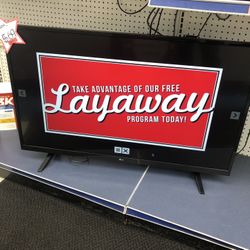 TAKE ADVANTAGE OF OUR FREE
Layaway
PROGRAM TODAY!